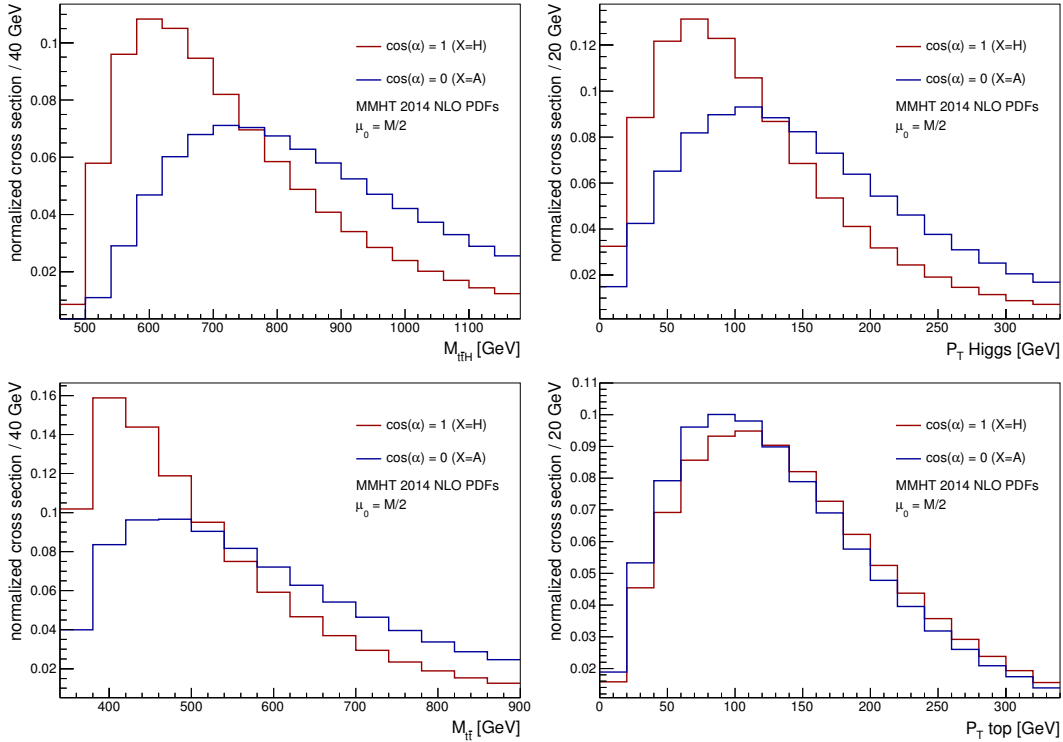 normalized cross section / 40 GeV
0.1
0.08
0.06
0.04
0.02
cos(α) = 1 (X=H)
cos(α) = 0 (X=A)
MMHT 2014 NLO PDFs
μ₀ = M/2
500 600 700 800 900 1000 1100
M_tt̄H [GeV]
normalized cross section / 20 GeV
0.12
0.1
0.08
0.06
0.04
0.02
cos(α) = 1 (X=H)
cos(α) = 0 (X=A)
MMHT 2014 NLO PDFs
μ₀ = M/2
0 50 100 150 200 250 300
P_T Higgs [GeV]
normalized cross section / 40 GeV
0.16
0.14
0.12
0.1
0.08
0.06
0.04
0.02
cos(α) = 1 (X=H)
cos(α) = 0 (X=A)
MMHT 2014 NLO PDFs
μ₀ = M/2
400 500 600 700 800 900
M_tt̄ [GeV]
normalized cross section / 20 GeV
0.11
0.1
0.09
0.08
0.07
0.06
0.05
0.04
0.03
0.02
cos(α) = 1 (X=H)
cos(α) = 0 (X=A)
MMHT 2014 NLO PDFs
μ₀ = M/2
0 50 100 150 200 250 300
P_T top [GeV]